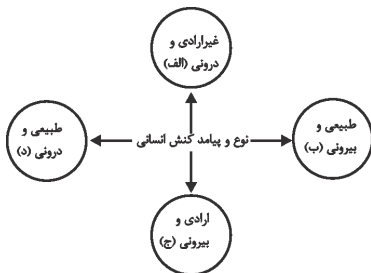 غیرارادی و
درونی (الف)
طبیعی و
بیرونی (ب)
نوع و پیامد کنش انسانی
طبیعی و
درونی (د)
ارادی و
بیرونی (ج)